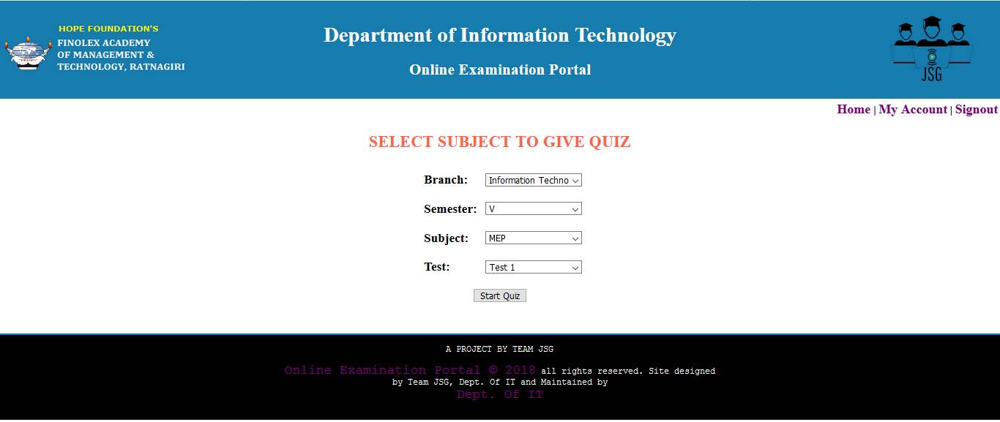 HOPE FOUNDATION'S
FINOLEX ACADEMY
OF MANAGEMENT &
TECHNOLOGY, RATNAGIRI
Department of Information Technology
Online Examination Portal
JSG
Home | My Account | Signout
SELECT SUBJECT TO GIVE QUIZ
Branch: Information Techno
Semester: V
Subject: MEP
Test: Test 1
Start Quiz
A PROJECT BY TEAM JSG
Online Examination Portal © 2018 all rights reserved. Site designed
by Team JSG, Dept. Of IT and Maintained by
Dept. Of IT